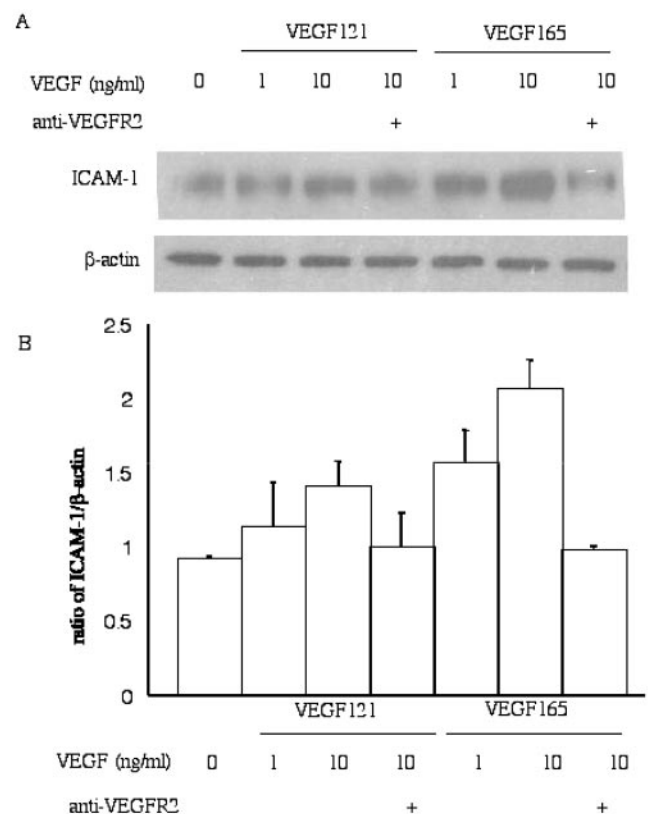 A
VEGF121 VEGF165
VEGF (ng/ml) 0 1 10 10 1 10 10
anti-VEGFR2 + +
ICAM-1
β-actin
B
2.5
2
1.5
1
0.5
0
ratio of ICAM-1/β-actin
VEGF121 VEGF165
VEGF (ng/ml) 0 1 10 10 1 10 10
anti-VEGFR2 + +